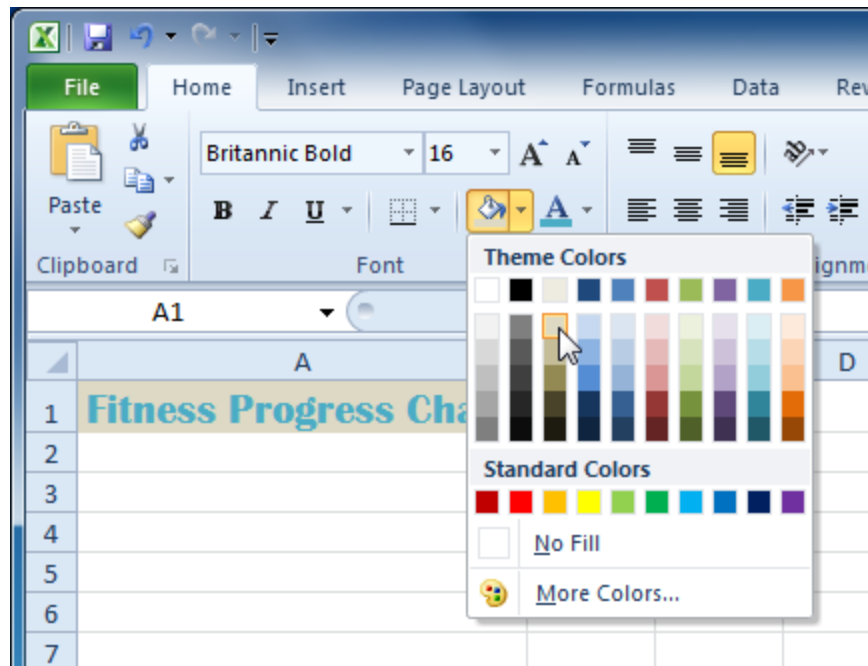 File Home Insert Page Layout Formulas Data
Britannic Bold 16 A A
Paste B I U A
Clipboard Font
Theme Colors
A1
A D
1 Fitness Progress
2
Standard Colors
3
4 No Fill
5
More Colors...
6
7